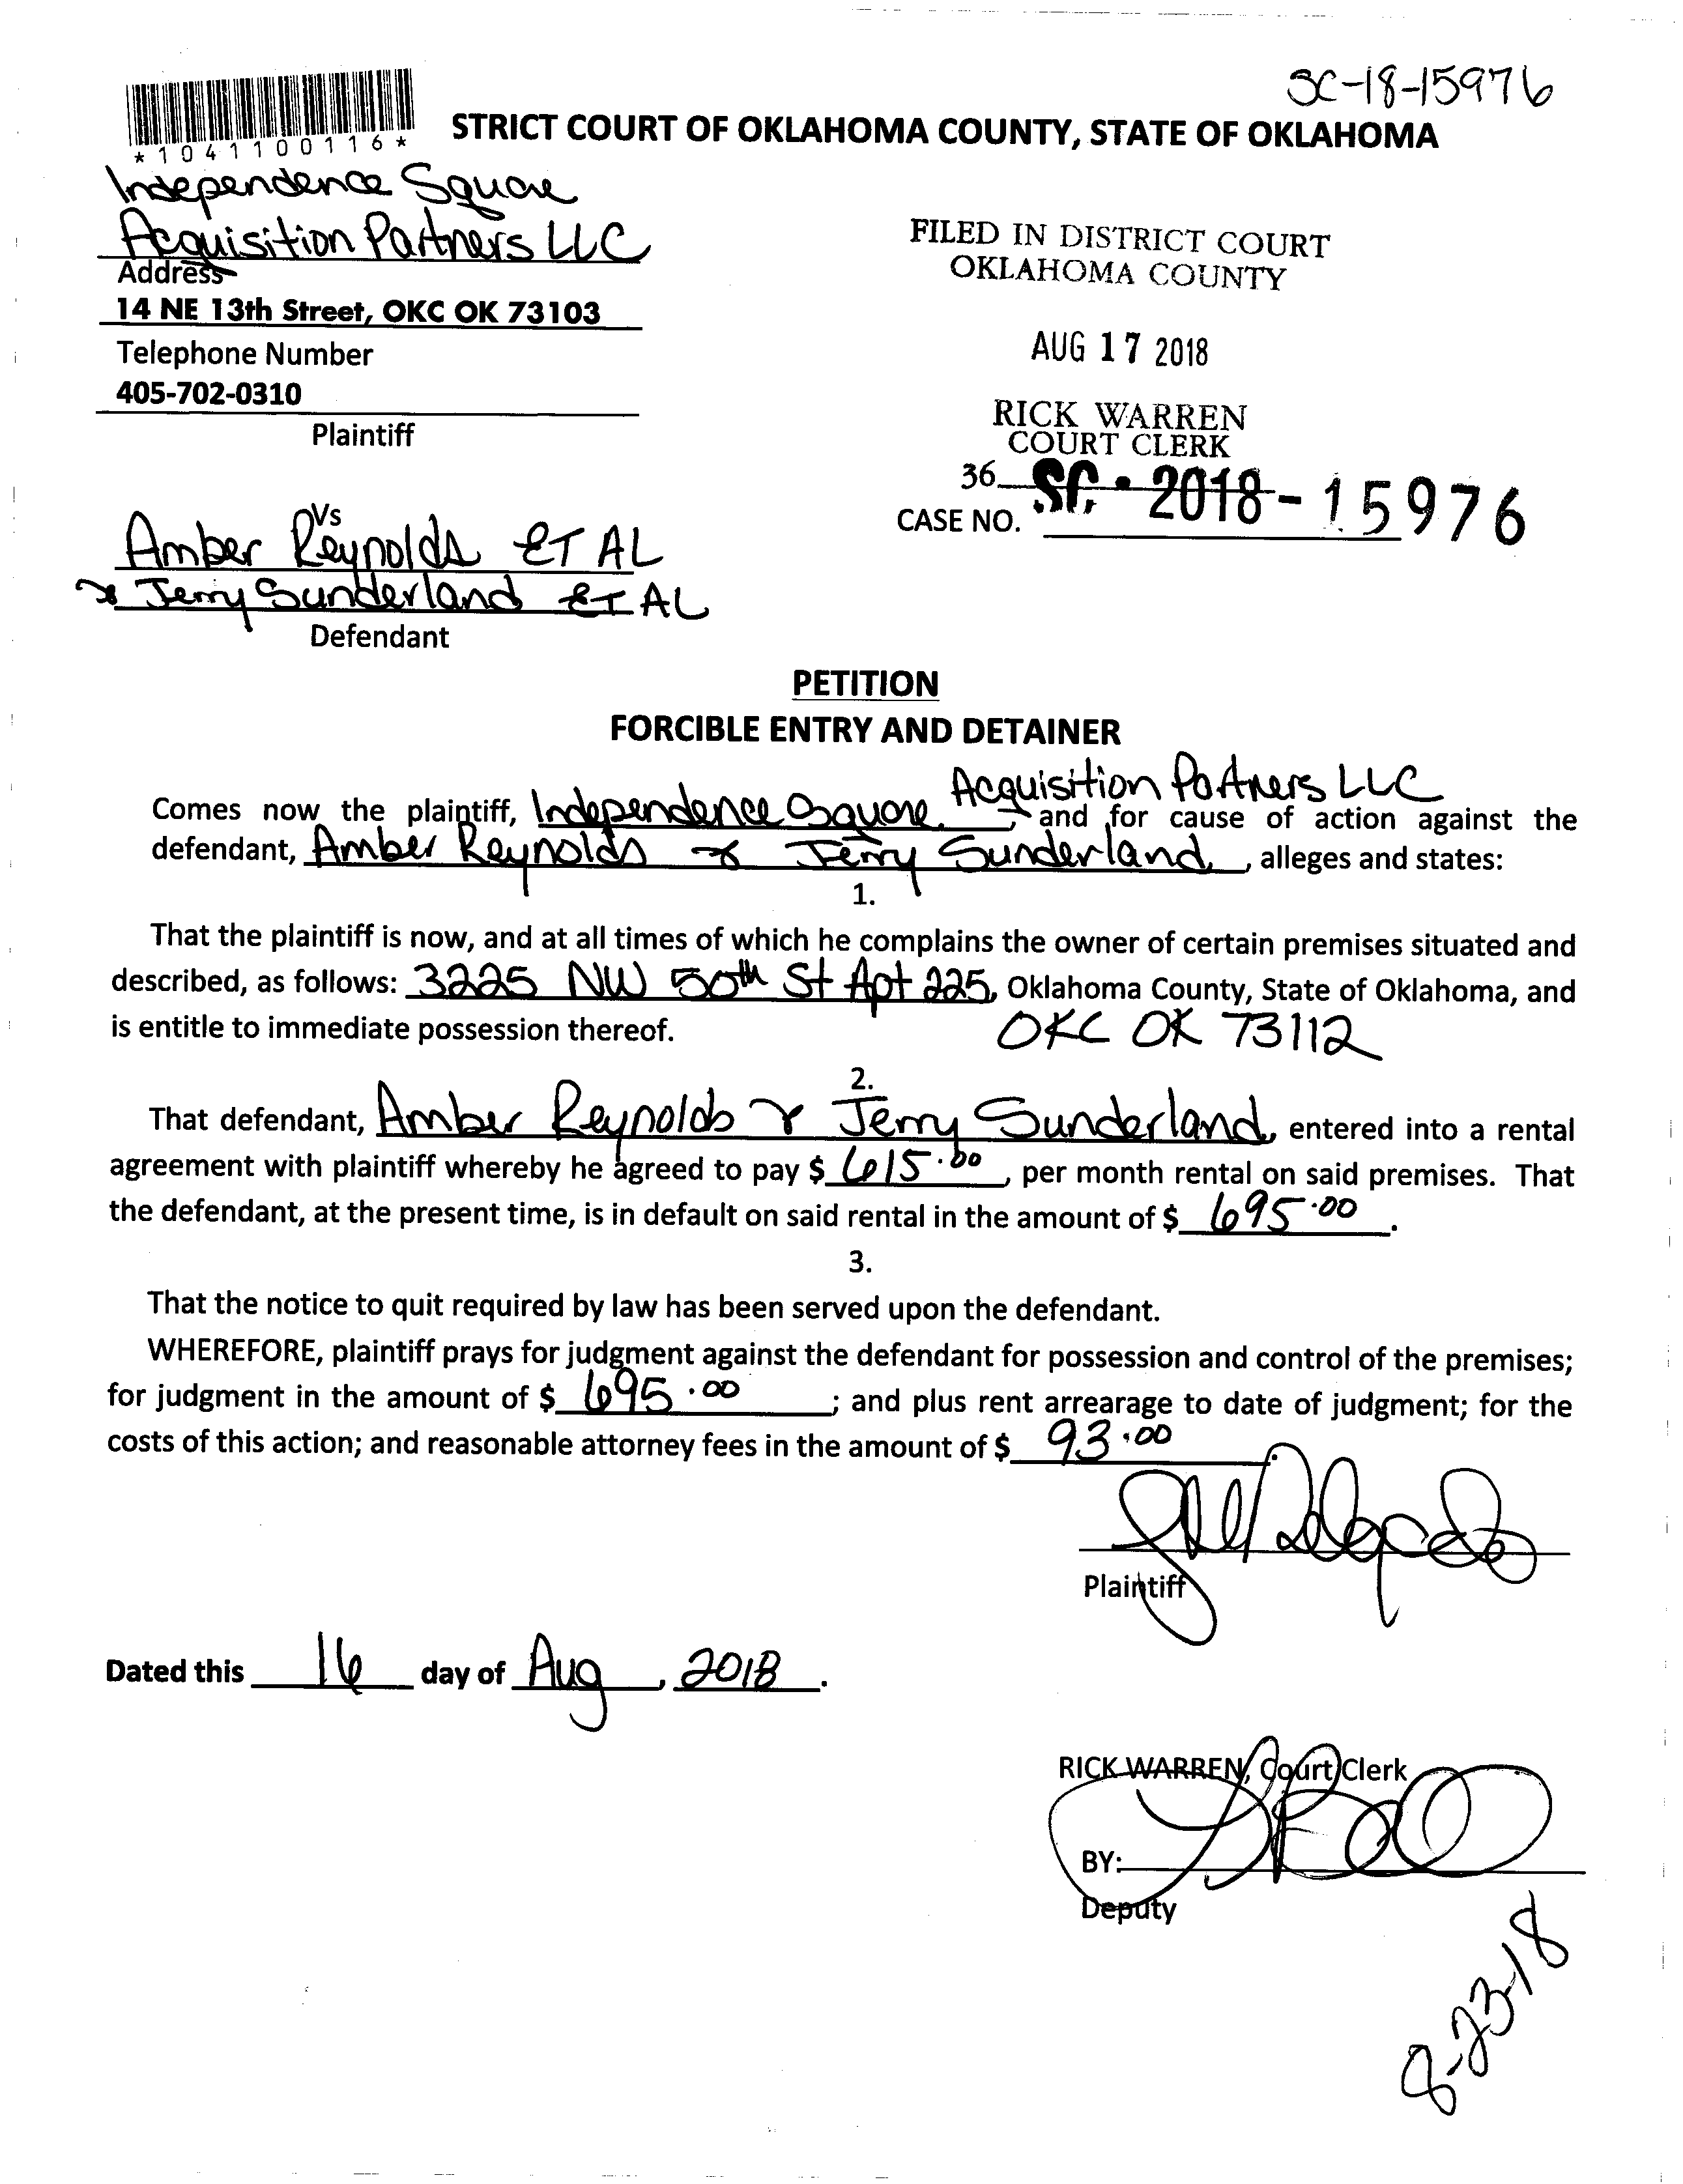 SC-18-15976
*1041100116*
STRICT COURT OF OKLAHOMA COUNTY, STATE OF OKLAHOMA
Independence Square
Acquisition Partners LLC
Address
14 NE 13th Street, OKC OK 73103
Telephone Number
405-702-0310
Plaintiff
FILED IN DISTRICT COURT
OKLAHOMA COUNTY
AUG 17 2018
RICK WARREN
COURT CLERK
36
CASE NO. SC - 2018 - 15976
Vs
Amber Reynolds ET AL
& Jerry Sunderland ET AL
Defendant
PETITION
FORCIBLE ENTRY AND DETAINER
Acquisition Partners LLC
Comes now the plaintiff, Independence Square, and for cause of action against the
defendant, Amber Reynolds & Jerry Sunderland, alleges and states:
1.
That the plaintiff is now, and at all times of which he complains the owner of certain premises situated and
described, as follows: 3225 NW 50th St Apt 225, Oklahoma County, State of Oklahoma, and
is entitle to immediate possession thereof. OKC OK 73112
2.
That defendant, Amber Reynolds & Jerry Sunderland, entered into a rental
agreement with plaintiff whereby he agreed to pay $ 615.00, per month rental on said premises. That
the defendant, at the present time, is in default on said rental in the amount of $ 695.00.
3.
That the notice to quit required by law has been served upon the defendant.
WHEREFORE, plaintiff prays for judgment against the defendant for possession and control of the premises;
for judgment in the amount of $ 695.00; and plus rent arrearage to date of judgment; for the
costs of this action; and reasonable attorney fees in the amount of $ 93.00.
Plaintiff
Dated this 16 day of Aug, 2018.
RICK WARREN, Court Clerk
BY:
Deputy
8-23-18